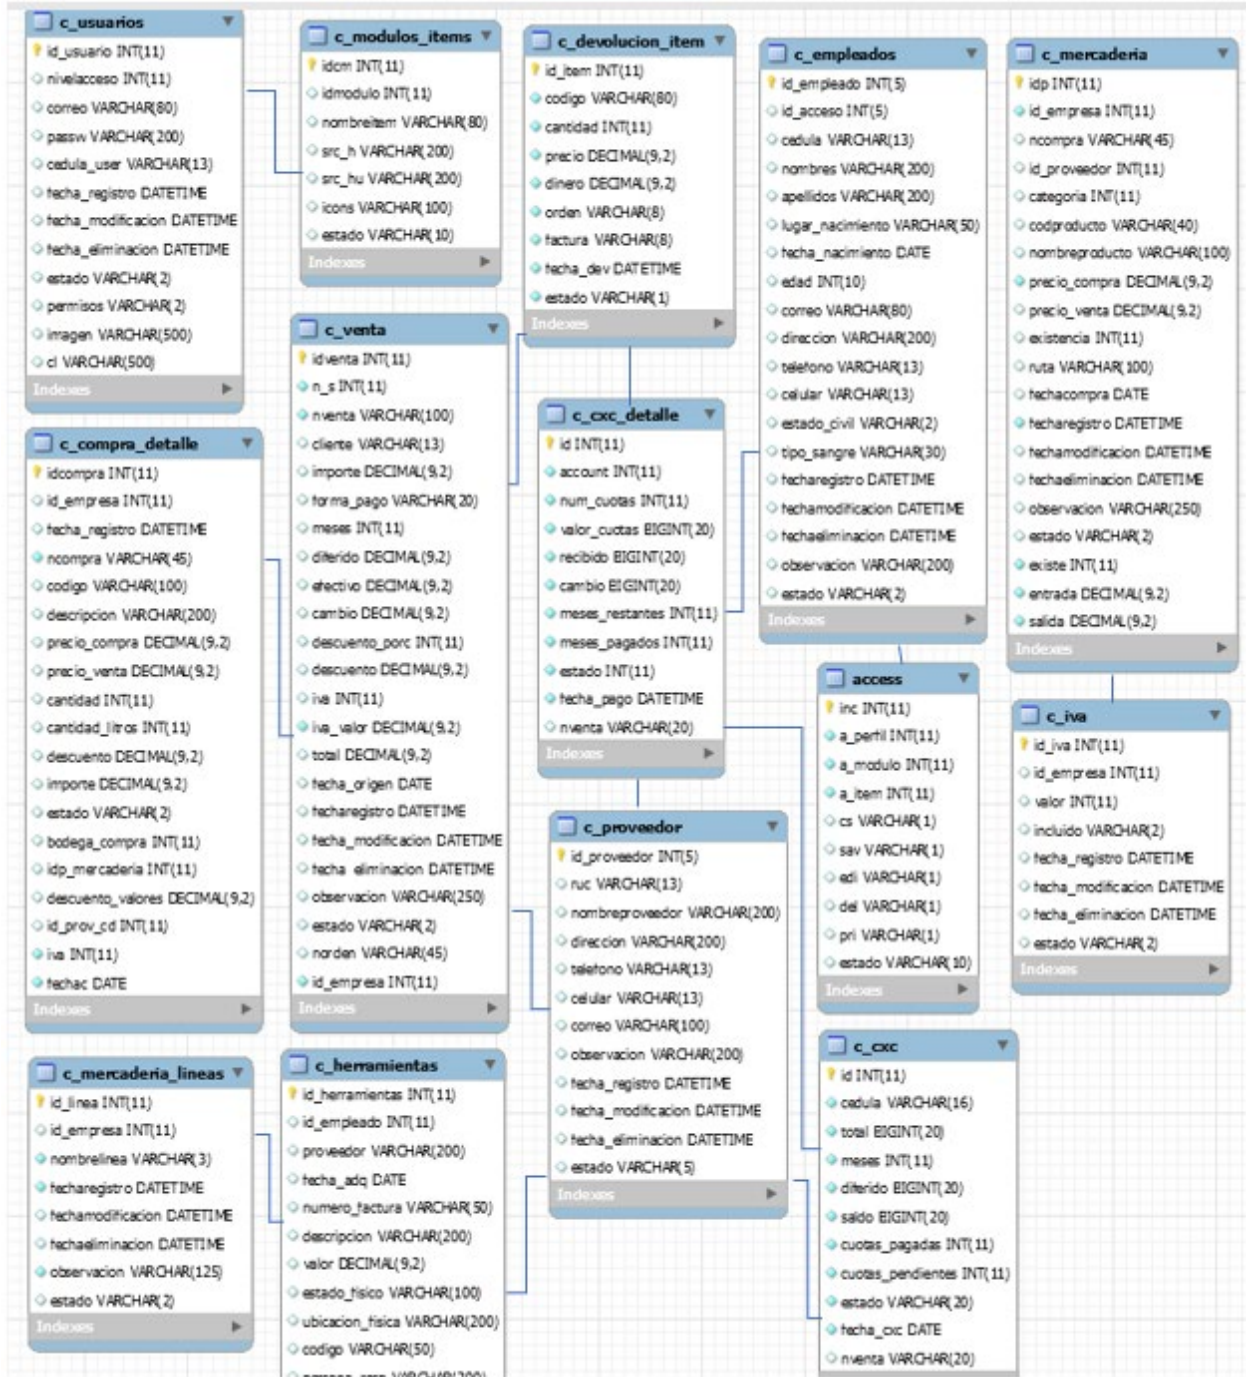 c_usuarios
id_usuario INT(11)
nivelacceso INT(11)
correo VARCHAR(80)
passw VARCHAR(200)
cedula_user VARCHAR(13)
fecha_registro DATETIME
fecha_modificacion DATETIME
fecha_eliminacion DATETIME
estado VARCHAR(2)
permisos VARCHAR(2)
imagen VARCHAR(500)
cl VARCHAR(500)
Indexes
c_modulos_items
idcm INT(11)
idmodulo INT(11)
nombreitem VARCHAR(80)
src_h VARCHAR(200)
src_hu VARCHAR(200)
icons VARCHAR(100)
estado VARCHAR(10)
Indexes
c_devolucion_item
id_item INT(11)
codigo VARCHAR(80)
cantidad INT(11)
precio DECIMAL(9,2)
dinero DECIMAL(9,2)
orden VARCHAR(8)
factura VARCHAR(8)
fecha_dev DATETIME
estado VARCHAR(1)
Indexes
c_empleados
id_empleado INT(5)
id_acceso INT(5)
cedula VARCHAR(13)
nombres VARCHAR(200)
apellidos VARCHAR(200)
lugar_nacimiento VARCHAR(50)
fecha_nacimiento DATE
edad INT(10)
correo VARCHAR(80)
direccion VARCHAR(200)
telefono VARCHAR(13)
celular VARCHAR(13)
estado_civil VARCHAR(2)
tipo_sangre VARCHAR(30)
fecharegistro DATETIME
fechamodificacion DATETIME
fechaeliminacion DATETIME
observacion VARCHAR(200)
estado VARCHAR(2)
Indexes
c_mercaderia
idp INT(11)
id_empresa INT(11)
ncompra VARCHAR(45)
id_proveedor INT(11)
categoria INT(11)
codproducto VARCHAR(40)
nombreproducto VARCHAR(100)
precio_compra DECIMAL(9,2)
precio_venta DECIMAL(9,2)
existencia INT(11)
ruta VARCHAR(100)
fechacompra DATE
fecharegistro DATETIME
fechamodificacion DATETIME
fechaeliminacion DATETIME
observacion VARCHAR(250)
estado VARCHAR(2)
existe INT(11)
entrada DECIMAL(9,2)
salida DECIMAL(9,2)
Indexes
c_compra_detalle
idcompra INT(11)
id_empresa INT(11)
fecha_registro DATETIME
ncompra VARCHAR(45)
codigo VARCHAR(100)
descripcion VARCHAR(200)
precio_compra DECIMAL(9,2)
precio_venta DECIMAL(9,2)
cantidad INT(11)
cantidad_litros INT(11)
descuento DECIMAL(9,2)
importe DECIMAL(9,2)
estado VARCHAR(2)
bodega_compra INT(11)
idp_mercaderia INT(11)
descuento_valores DECIMAL(9,2)
id_prov_cd INT(11)
iva INT(11)
fechac DATE
Indexes
c_venta
idventa INT(11)
n_s INT(11)
nventa VARCHAR(100)
cliente VARCHAR(13)
importe DECIMAL(9,2)
forma_pago VARCHAR(20)
meses INT(11)
diferido DECIMAL(9,2)
efectivo DECIMAL(9,2)
cambio DECIMAL(9,2)
descuento_porc INT(11)
descuento DECIMAL(9,2)
iva INT(11)
iva_valor DECIMAL(9,2)
total DECIMAL(9,2)
fecha_origen DATE
fecharegistro DATETIME
fecha_modificacion DATETIME
fecha_eliminacion DATETIME
observacion VARCHAR(250)
estado VARCHAR(2)
norden VARCHAR(45)
id_empresa INT(11)
Indexes
c_cxc_detalle
id INT(11)
account INT(11)
num_cuotas INT(11)
valor_cuotas BIGINT(20)
recibido BIGINT(20)
cambio BIGINT(20)
meses_restantes INT(11)
meses_pagados INT(11)
estado INT(11)
fecha_pago DATETIME
nventa VARCHAR(20)
Indexes
access
inc INT(11)
a_perfil INT(11)
a_modulo INT(11)
a_item INT(11)
cs VARCHAR(1)
sav VARCHAR(1)
edi VARCHAR(1)
del VARCHAR(1)
pri VARCHAR(1)
estado VARCHAR(10)
Indexes
c_iva
id_iva INT(11)
id_empresa INT(11)
valor INT(11)
incluido VARCHAR(2)
fecha_registro DATETIME
fecha_modificacion DATETIME
fecha_eliminacion DATETIME
estado VARCHAR(2)
Indexes
c_proveedor
id_proveedor INT(5)
ruc VARCHAR(13)
nombreproveedor VARCHAR(200)
direccion VARCHAR(200)
telefono VARCHAR(13)
celular VARCHAR(13)
correo VARCHAR(100)
observacion VARCHAR(200)
fecha_registro DATETIME
fecha_modificacion DATETIME
fecha_eliminacion DATETIME
estado VARCHAR(5)
Indexes
c_mercaderia_lineas
id_linea INT(11)
id_empresa INT(11)
nombrelinea VARCHAR(3)
fecharegistro DATETIME
fechamodificacion DATETIME
fechaeliminacion DATETIME
observacion VARCHAR(125)
estado VARCHAR(2)
Indexes
c_herramientas
id_herramientas INT(11)
id_empleado INT(11)
proveedor VARCHAR(200)
fecha_adq DATE
numero_factura VARCHAR(50)
descripcion VARCHAR(200)
valor DECIMAL(9,2)
estado_fisico VARCHAR(100)
ubicacion_fisica VARCHAR(200)
codigo VARCHAR(50)
c_cxc
id INT(11)
cedula VARCHAR(16)
total BIGINT(20)
meses INT(11)
diferido BIGINT(20)
saldo BIGINT(20)
cuotas_pagadas INT(11)
cuotas_pendientes INT(11)
estado VARCHAR(20)
fecha_cxc DATE
nventa VARCHAR(20)